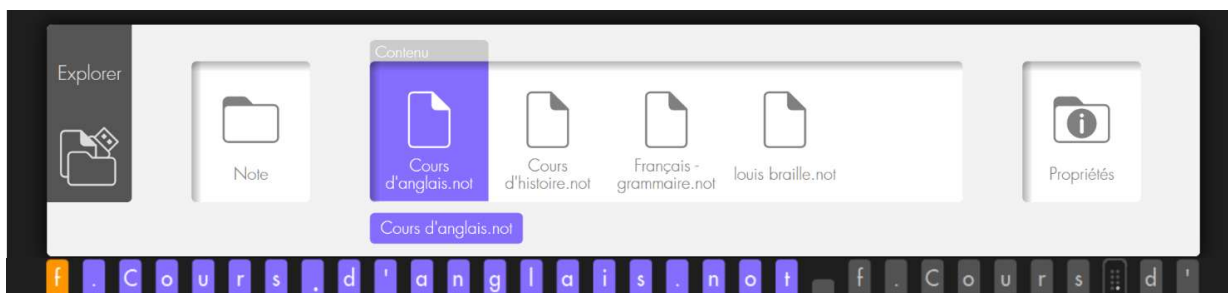 Explorer
Note
Contenu
Cours
d'anglais.not
Cours
d'histoire.not
Français -
grammaire.not
louis braille.not
Propriétés
Cours d'anglais.not
f . C o u r s . d ' a n g l a i s . n o t _ f . C o u r s d '